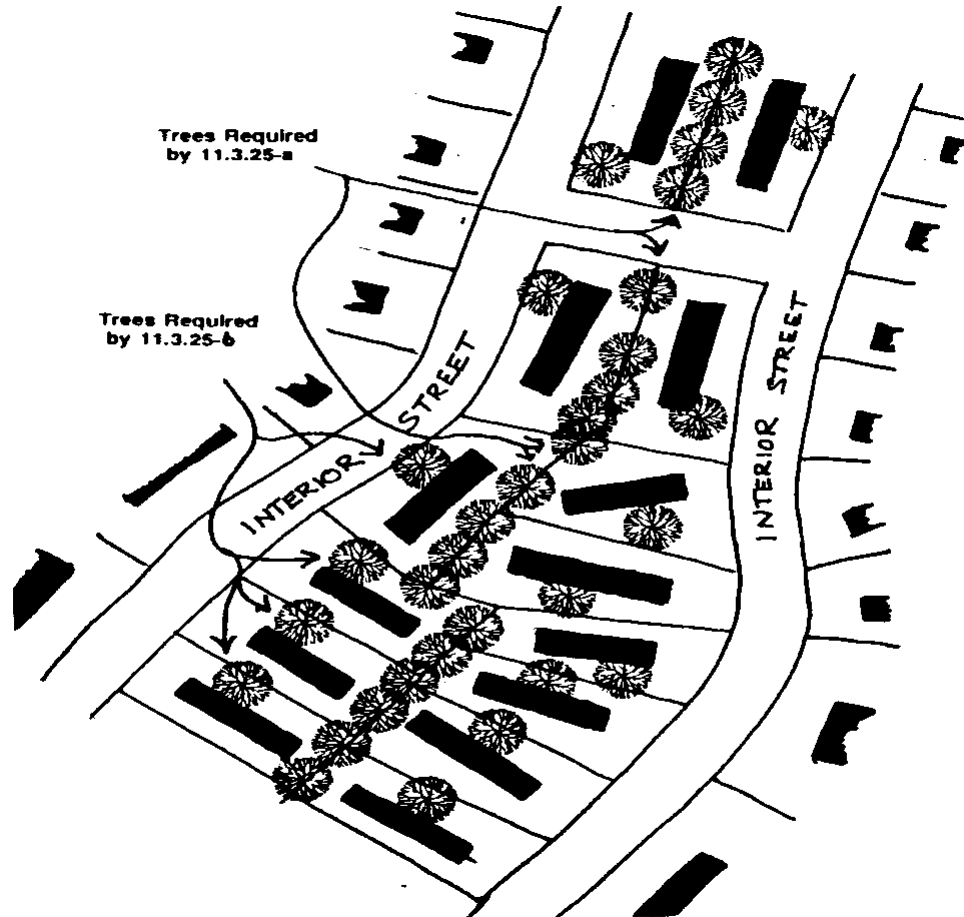 Trees Required
by 11.3.25-a
Trees Required
by 11.3.25-b
INTERIOR STREET
INTERIOR STREET